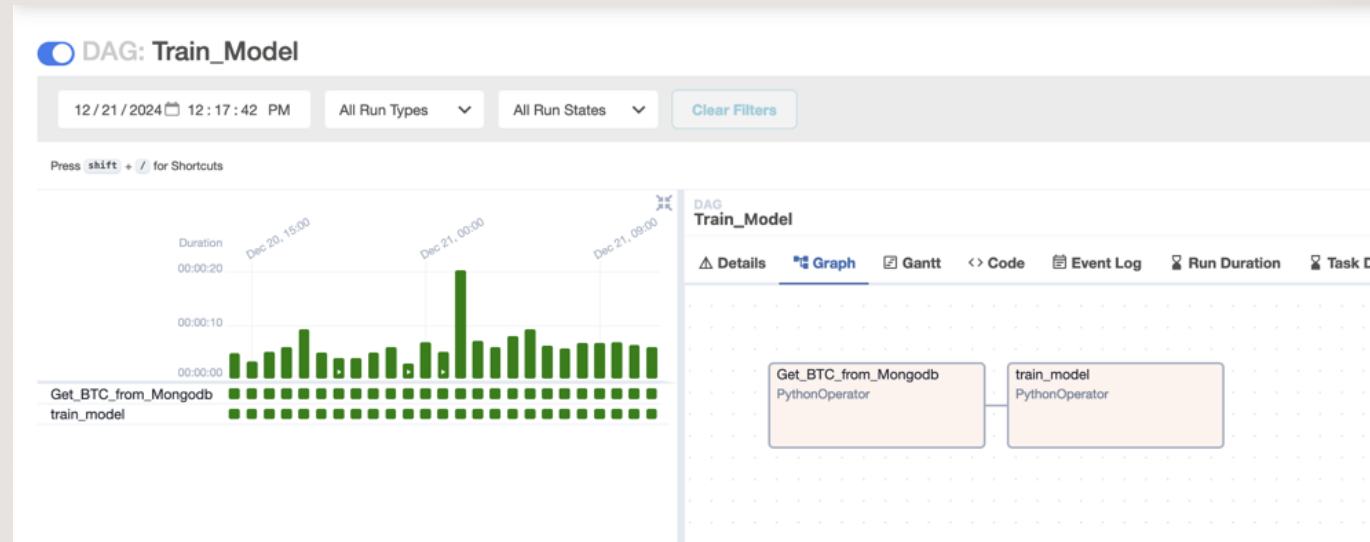 DAG: Train_Model
12/21/2024 12:17:42 PM
All Run Types
All Run States
Clear Filters
Press shift + / for Shortcuts
Duration
Dec 20, 15:00
Dec 21, 00:00
Dec 21, 09:00
00:00:20
00:00:10
00:00:00
Get_BTC_from_Mongodb
train_model
DAG
Train_Model
Details
Graph
Gantt
<> Code
Event Log
Run Duration
Task D
Get_BTC_from_Mongodb
PythonOperator
train_model
PythonOperator